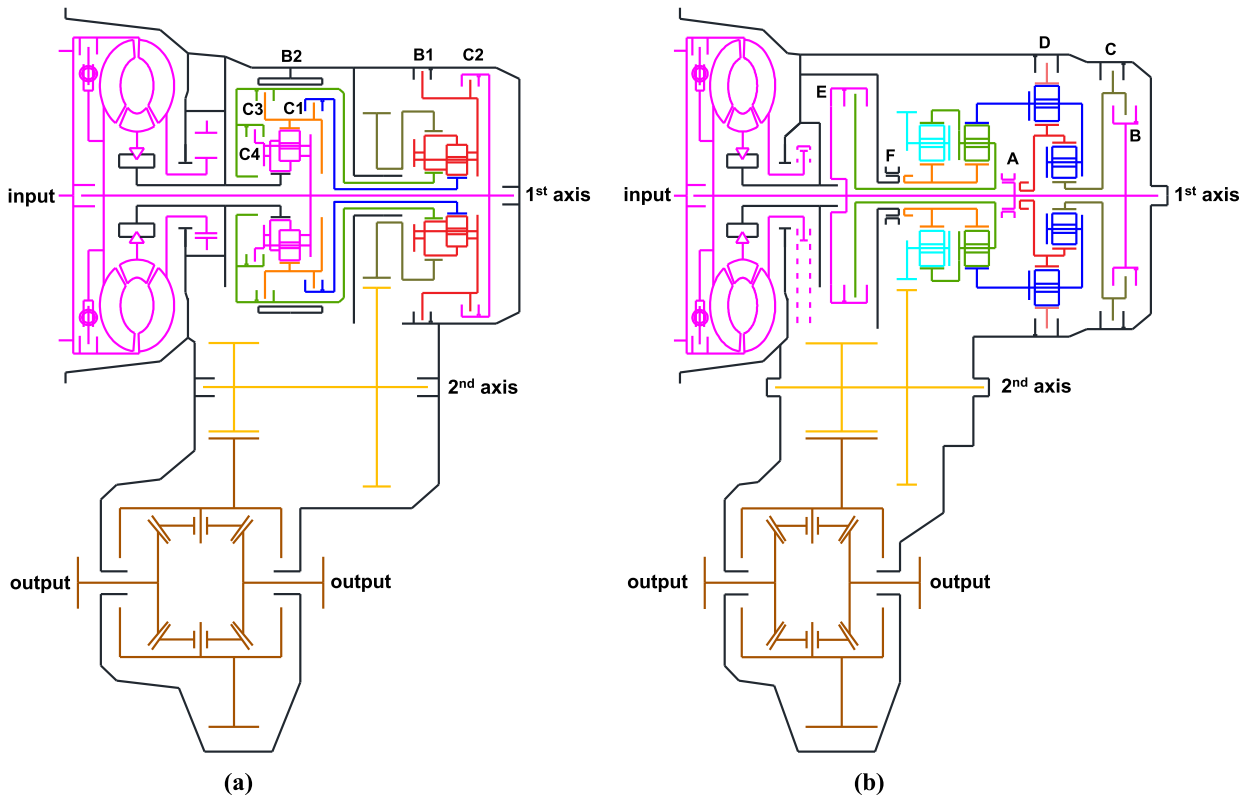 B2
B1
C2
C3
C1
C4
input
1st axis
2nd axis
output
output
(a)
D
C
E
B
F
A
input
1st axis
2nd axis
output
output
(b)